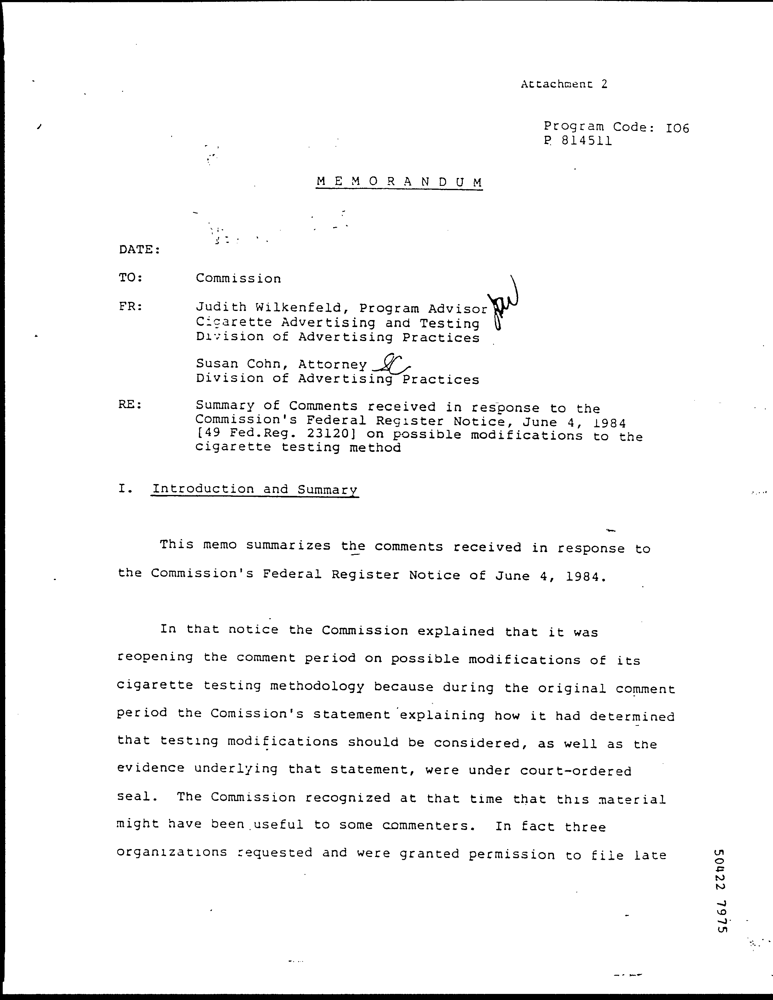 Attachment 2
Program Code: I06
P 814511
M E M O R A N D U M
DATE:
TO: Commission
FR: Judith Wilkenfeld, Program Advisor
Cigarette Advertising and Testing
Division of Advertising Practices
Susan Cohn, Attorney
Division of Advertising Practices
RE: Summary of Comments received in response to the
Commission's Federal Register Notice, June 4, 1984
[49 Fed.Reg. 23120] on possible modifications to the
cigarette testing method
I. Introduction and Summary
This memo summarizes the comments received in response to
the Commission's Federal Register Notice of June 4, 1984.
In that notice the Commission explained that it was
reopening the comment period on possible modifications of its
cigarette testing methodology because during the original comment
period the Comission's statement explaining how it had determined
that testing modifications should be considered, as well as the
evidence underlying that statement, were under court-ordered
seal. The Commission recognized at that time that this material
might have been useful to some commenters. In fact three
organizations requested and were granted permission to file late
50422 7975